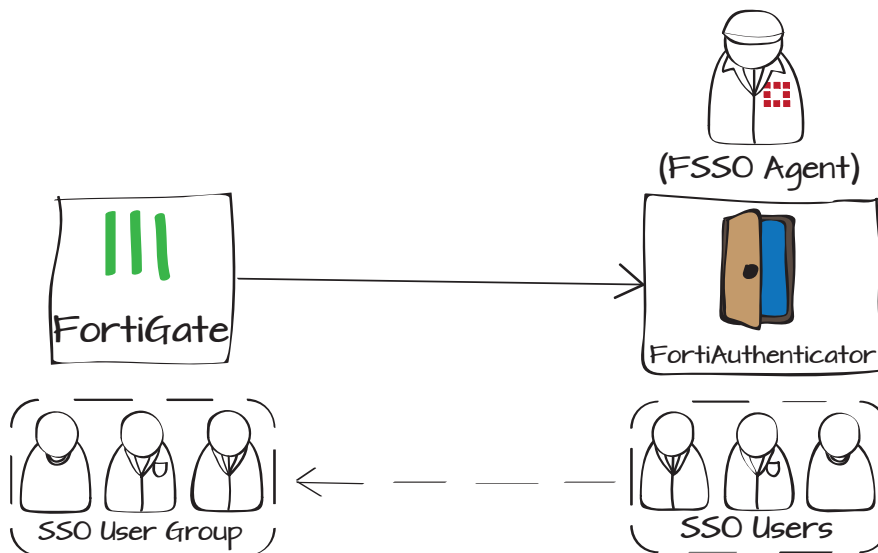 (FSSO Agent)
FortiGate
FortiAuthenticator
SSO User Group
SSO Users